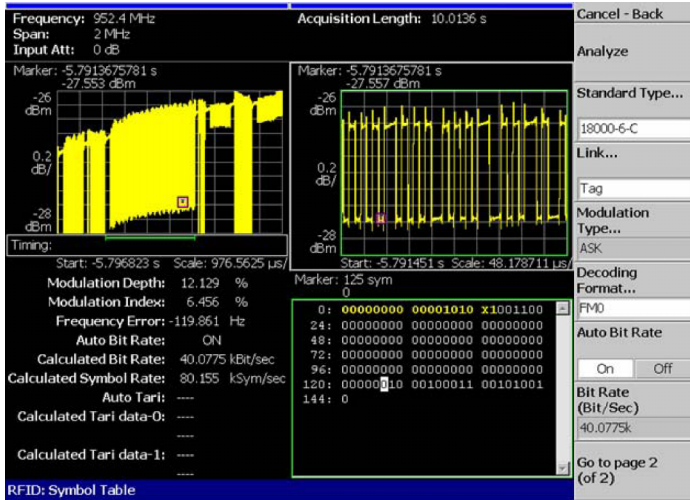 Frequency: 952.4 MHz
Span: 2 MHz
Input Att: 0 dB
Acquisition Length: 10.0136 s
Cancel - Back
Analyze
Standard Type...
18000-6-C
Link...
Tag
Modulation Type...
ASK
Decoding Format...
FM0
Auto Bit Rate
On Off
Bit Rate (Bit/Sec)
40.0775k
Go to page 2 (of 2)
Marker: -5.7913675781 s
-27.553 dBm
-26 dBm
0.2 dB/
-28 dBm
Timing:
Start: -5.796823 s Scale: 976.5625 µs/
Marker: -5.7913675781 s
-27.557 dBm
-26 dBm
0.2 dB/
-28 dBm
Start: -5.791451 s Scale: 48.178711 µs/
Modulation Depth: 12.129 %
Modulation Index: 6.456 %
Frequency Error: -119.861 Hz
Auto Bit Rate: ON
Calculated Bit Rate: 40.0775 kBit/sec
Calculated Symbol Rate: 80.155 kSym/sec
Auto Tari: ----
Calculated Tari data-0: ----
----
Calculated Tari data-1: ----
----
Marker: 125 sym
0
0: 00000000 00001010 X1001100
24: 00000000 00000000 00000000
48: 00000000 00000000 00000000
72: 00000000 00000000 00000000
96: 00000000 00000000 00000000
120: 00000010 00100011 00101001
144: 0
RFID: Symbol Table